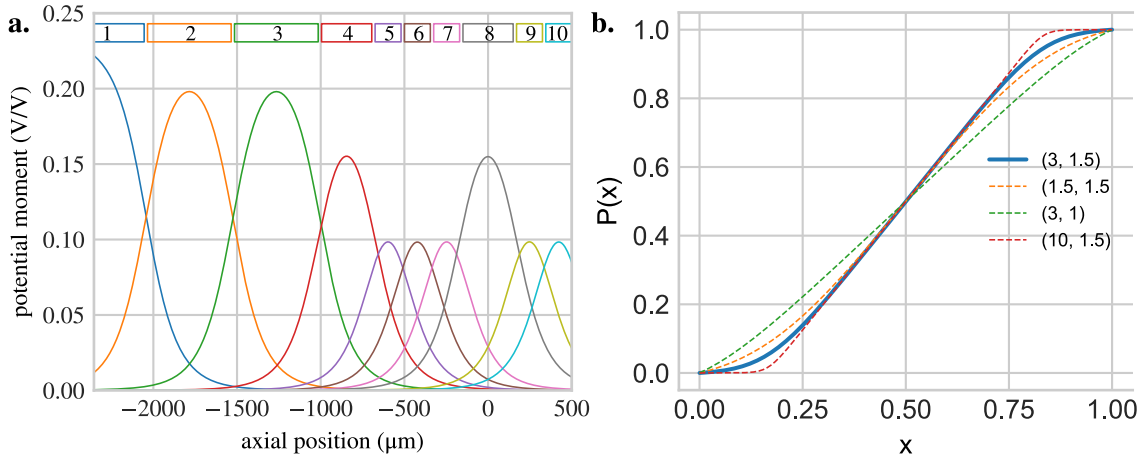 a.
0.25
0.20
0.15
0.10
0.05
0.00
potential moment (V/V)
1 2 3 4 5 6 7 8 9 10
−2000 −1500 −1000 −500 0 500
axial position (μm)
b.
1.0
0.8
0.6
0.4
0.2
0.0
P(x)
(3, 1.5)
(1.5, 1.5
(3, 1)
(10, 1.5)
0.00 0.25 0.50 0.75 1.00
x